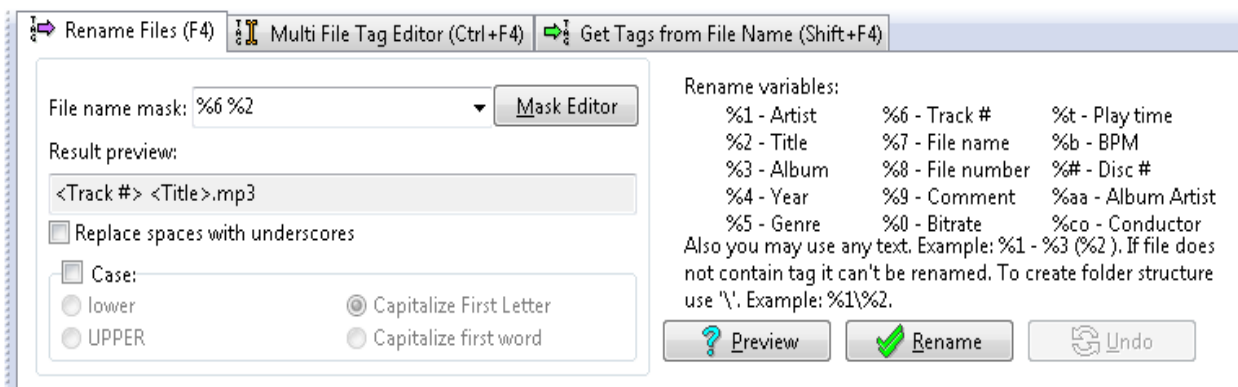 Rename Files (F4) Multi File Tag Editor (Ctrl+F4) Get Tags from File Name (Shift+F4)
File name mask: %6 %2 Mask Editor
Result preview:
<Track #> <Title>.mp3
Replace spaces with underscores
Case:
lower Capitalize First Letter
UPPER Capitalize first word
Rename variables:
%1 - Artist %6 - Track # %t - Play time
%2 - Title %7 - File name %b - BPM
%3 - Album %8 - File number %# - Disc #
%4 - Year %9 - Comment %aa - Album Artist
%5 - Genre %0 - Bitrate %co - Conductor
Also you may use any text. Example: %1 - %3 (%2 ). If file does
not contain tag it can't be renamed. To create folder structure
use '\'. Example: %1\%2.
Preview Rename Undo